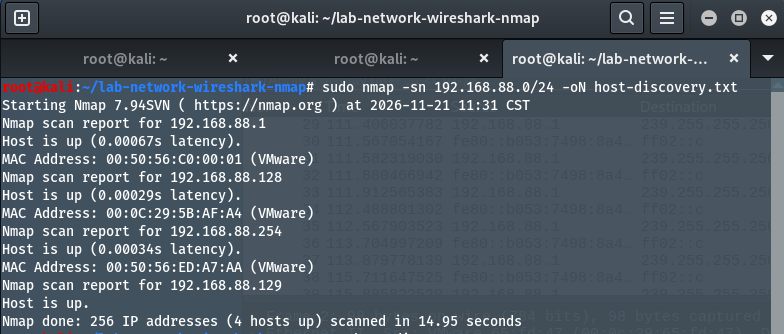 root@kali: ~/lab-network-wireshark-nmap
root@kali: ~
root@kali: ~
root@kali: ~/lab-network-...
root@kali:~/lab-network-wireshark-nmap# sudo nmap -sn 192.168.88.0/24 -oN host-discovery.txt
Starting Nmap 7.94SVN ( https://nmap.org ) at 2026-11-21 11:31 CST
Nmap scan report for 192.168.88.1
Host is up (0.00067s latency).
MAC Address: 00:50:56:C0:00:01 (VMware)
Nmap scan report for 192.168.88.128
Host is up (0.00029s latency).
MAC Address: 00:0C:29:5B:AF:A4 (VMware)
Nmap scan report for 192.168.88.254
Host is up (0.00034s latency).
MAC Address: 00:50:56:ED:A7:AA (VMware)
Nmap scan report for 192.168.88.129
Host is up.
Nmap done: 256 IP addresses (4 hosts up) scanned in 14.95 seconds
Destination